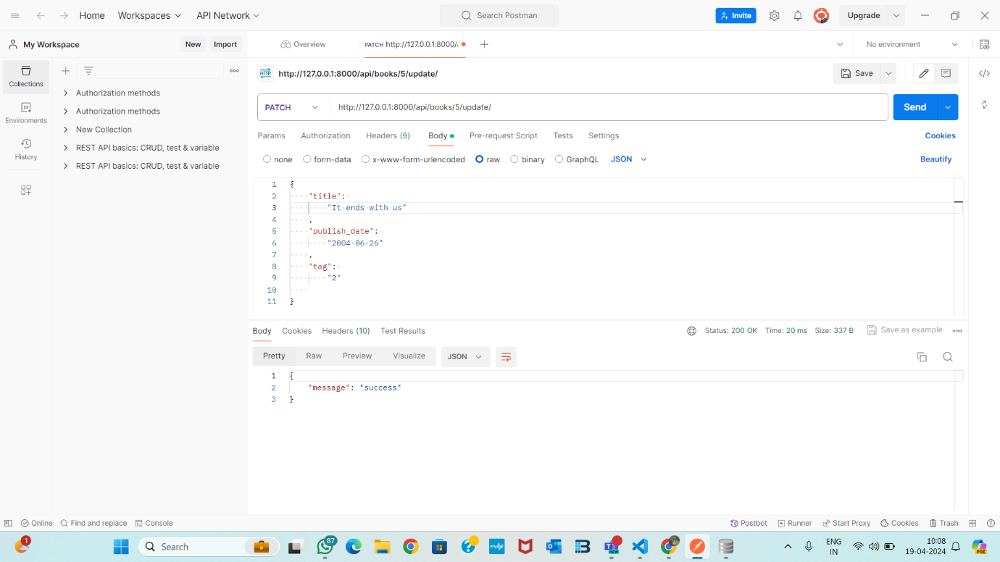 Home Workspaces API Network Search Postman Invite Upgrade
My Workspace New Import Overview PATCH http://127.0.0.1:8000/ No environment
Collections
Environments
History
Authorization methods
Authorization methods
New Collection
REST API basics: CRUD, test & variable
REST API basics: CRUD, test & variable
HTTP http://127.0.0.1:8000/api/books/5/update/ Save
PATCH http://127.0.0.1:8000/api/books/5/update/ Send
Params Authorization Headers (9) Body Pre-request Script Tests Settings Cookies
none form-data x-www-form-urlencoded raw binary GraphQL JSON Beautify
1 {
2 "title":
3 "It ends with us"
4 ,
5 "publish_date":
6 "2004-06-26"
7 ,
8 "tag":
9 "2"
10
11 }
Body Cookies Headers (10) Test Results Status: 200 OK Time: 20 ms Size: 337 B Save as example
Pretty Raw Preview Visualize JSON
1 {
2 "message": "success"
3 }
Online Find and replace Console Postbot Runner Start Proxy Cookies Trash
1 Search 87 myhp NEW ENG 10:08 PRE
IN 19-04-2024